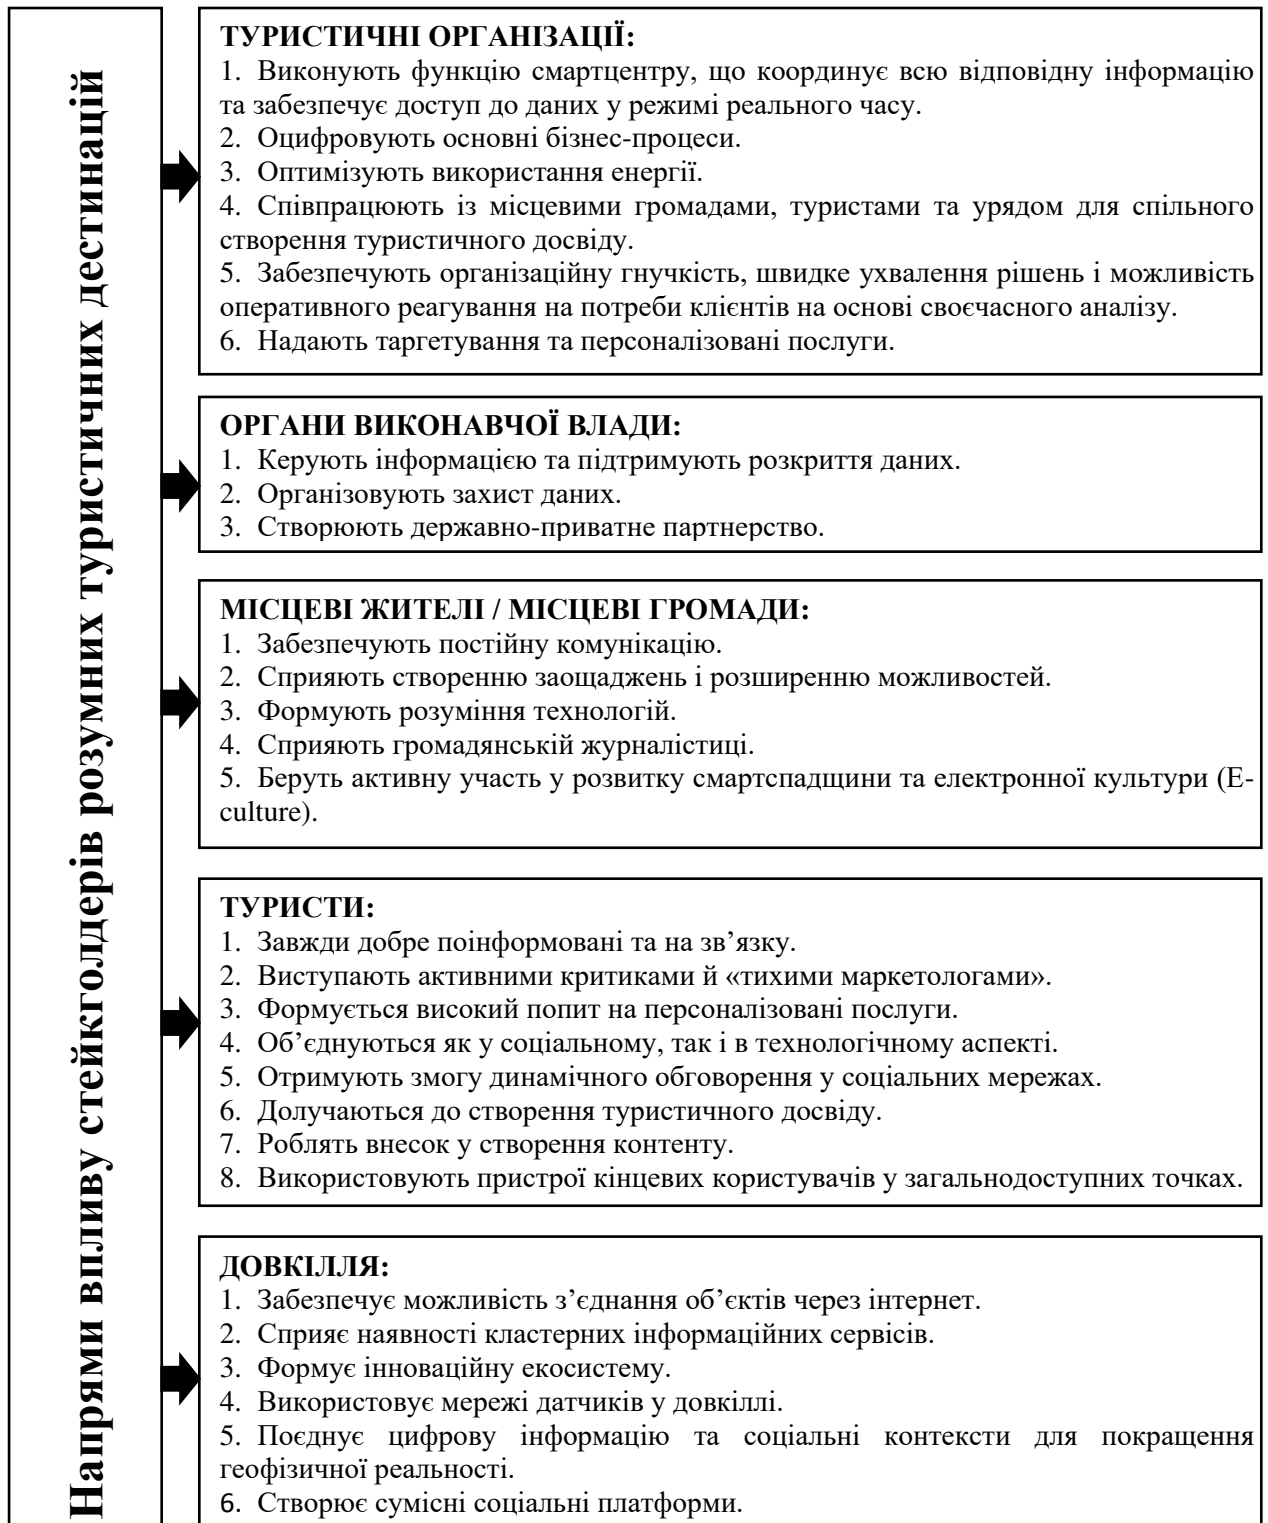 Напрями впливу стейкголдерів розумних туристичних дестинацій
ТУРИСТИЧНІ ОРГАНІЗАЦІЇ:
1. Виконують функцію смартцентру, що координує всю відповідну інформацію
та забезпечує доступ до даних у режимі реального часу.
2. Оцифровують основні бізнес-процеси.
3. Оптимізують використання енергії.
4. Співпрацюють із місцевими громадами, туристами та урядом для спільного
створення туристичного досвіду.
5. Забезпечують організаційну гнучкість, швидке ухвалення рішень і можливість
оперативного реагування на потреби клієнтів на основі своєчасного аналізу.
6. Надають таргетування та персоналізовані послуги.
ОРГАНИ ВИКОНАВЧОЇ ВЛАДИ:
1. Керують інформацією та підтримують розкриття даних.
2. Організовують захист даних.
3. Створюють державно-приватне партнерство.
МІСЦЕВІ ЖИТЕЛІ / МІСЦЕВІ ГРОМАДИ:
1. Забезпечують постійну комунікацію.
2. Сприяють створенню заощаджень і розширенню можливостей.
3. Формують розуміння технологій.
4. Сприяють громадянській журналістиці.
5. Беруть активну участь у розвитку смартспадщини та електронної культури (E-
culture).
ТУРИСТИ:
1. Завжди добре поінформовані та на зв’язку.
2. Виступають активними критиками й «тихими маркетологами».
3. Формується високий попит на персоналізовані послуги.
4. Об’єднуються як у соціальному, так і в технологічному аспекті.
5. Отримують змогу динамічного обговорення у соціальних мережах.
6. Долучаються до створення туристичного досвіду.
7. Роблять внесок у створення контенту.
8. Використовують пристрої кінцевих користувачів у загальнодоступних точках.
ДОВКІЛЛЯ:
1. Забезпечує можливість з’єднання об’єктів через інтернет.
2. Сприяє наявності кластерних інформаційних сервісів.
3. Формує інноваційну екосистему.
4. Використовує мережі датчиків у довкіллі.
5. Поєднує цифрову інформацію та соціальні контексти для покращення
геофізичної реальності.
6. Створює сумісні соціальні платформи.